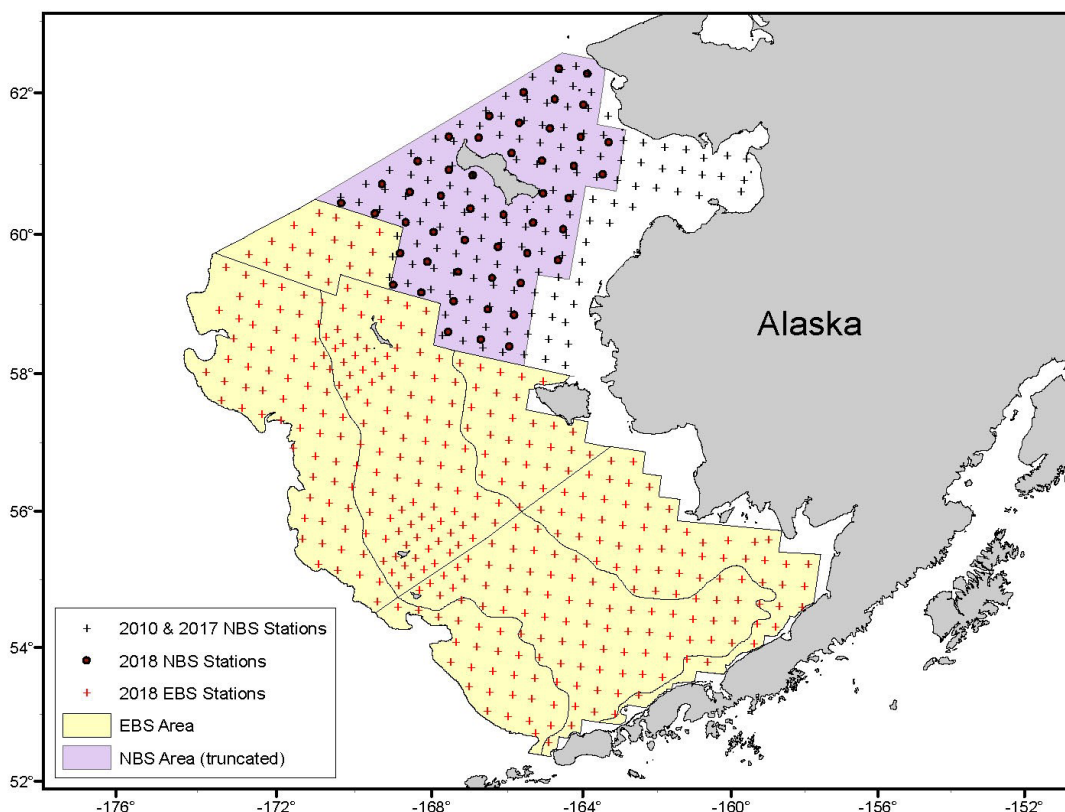 62°
60°
58°
56°
54°
52°
Alaska
2010 & 2017 NBS Stations
2018 NBS Stations
2018 EBS Stations
EBS Area
NBS Area (truncated)
-176°
-172°
-168°
-164°
-160°
-156°
-152°